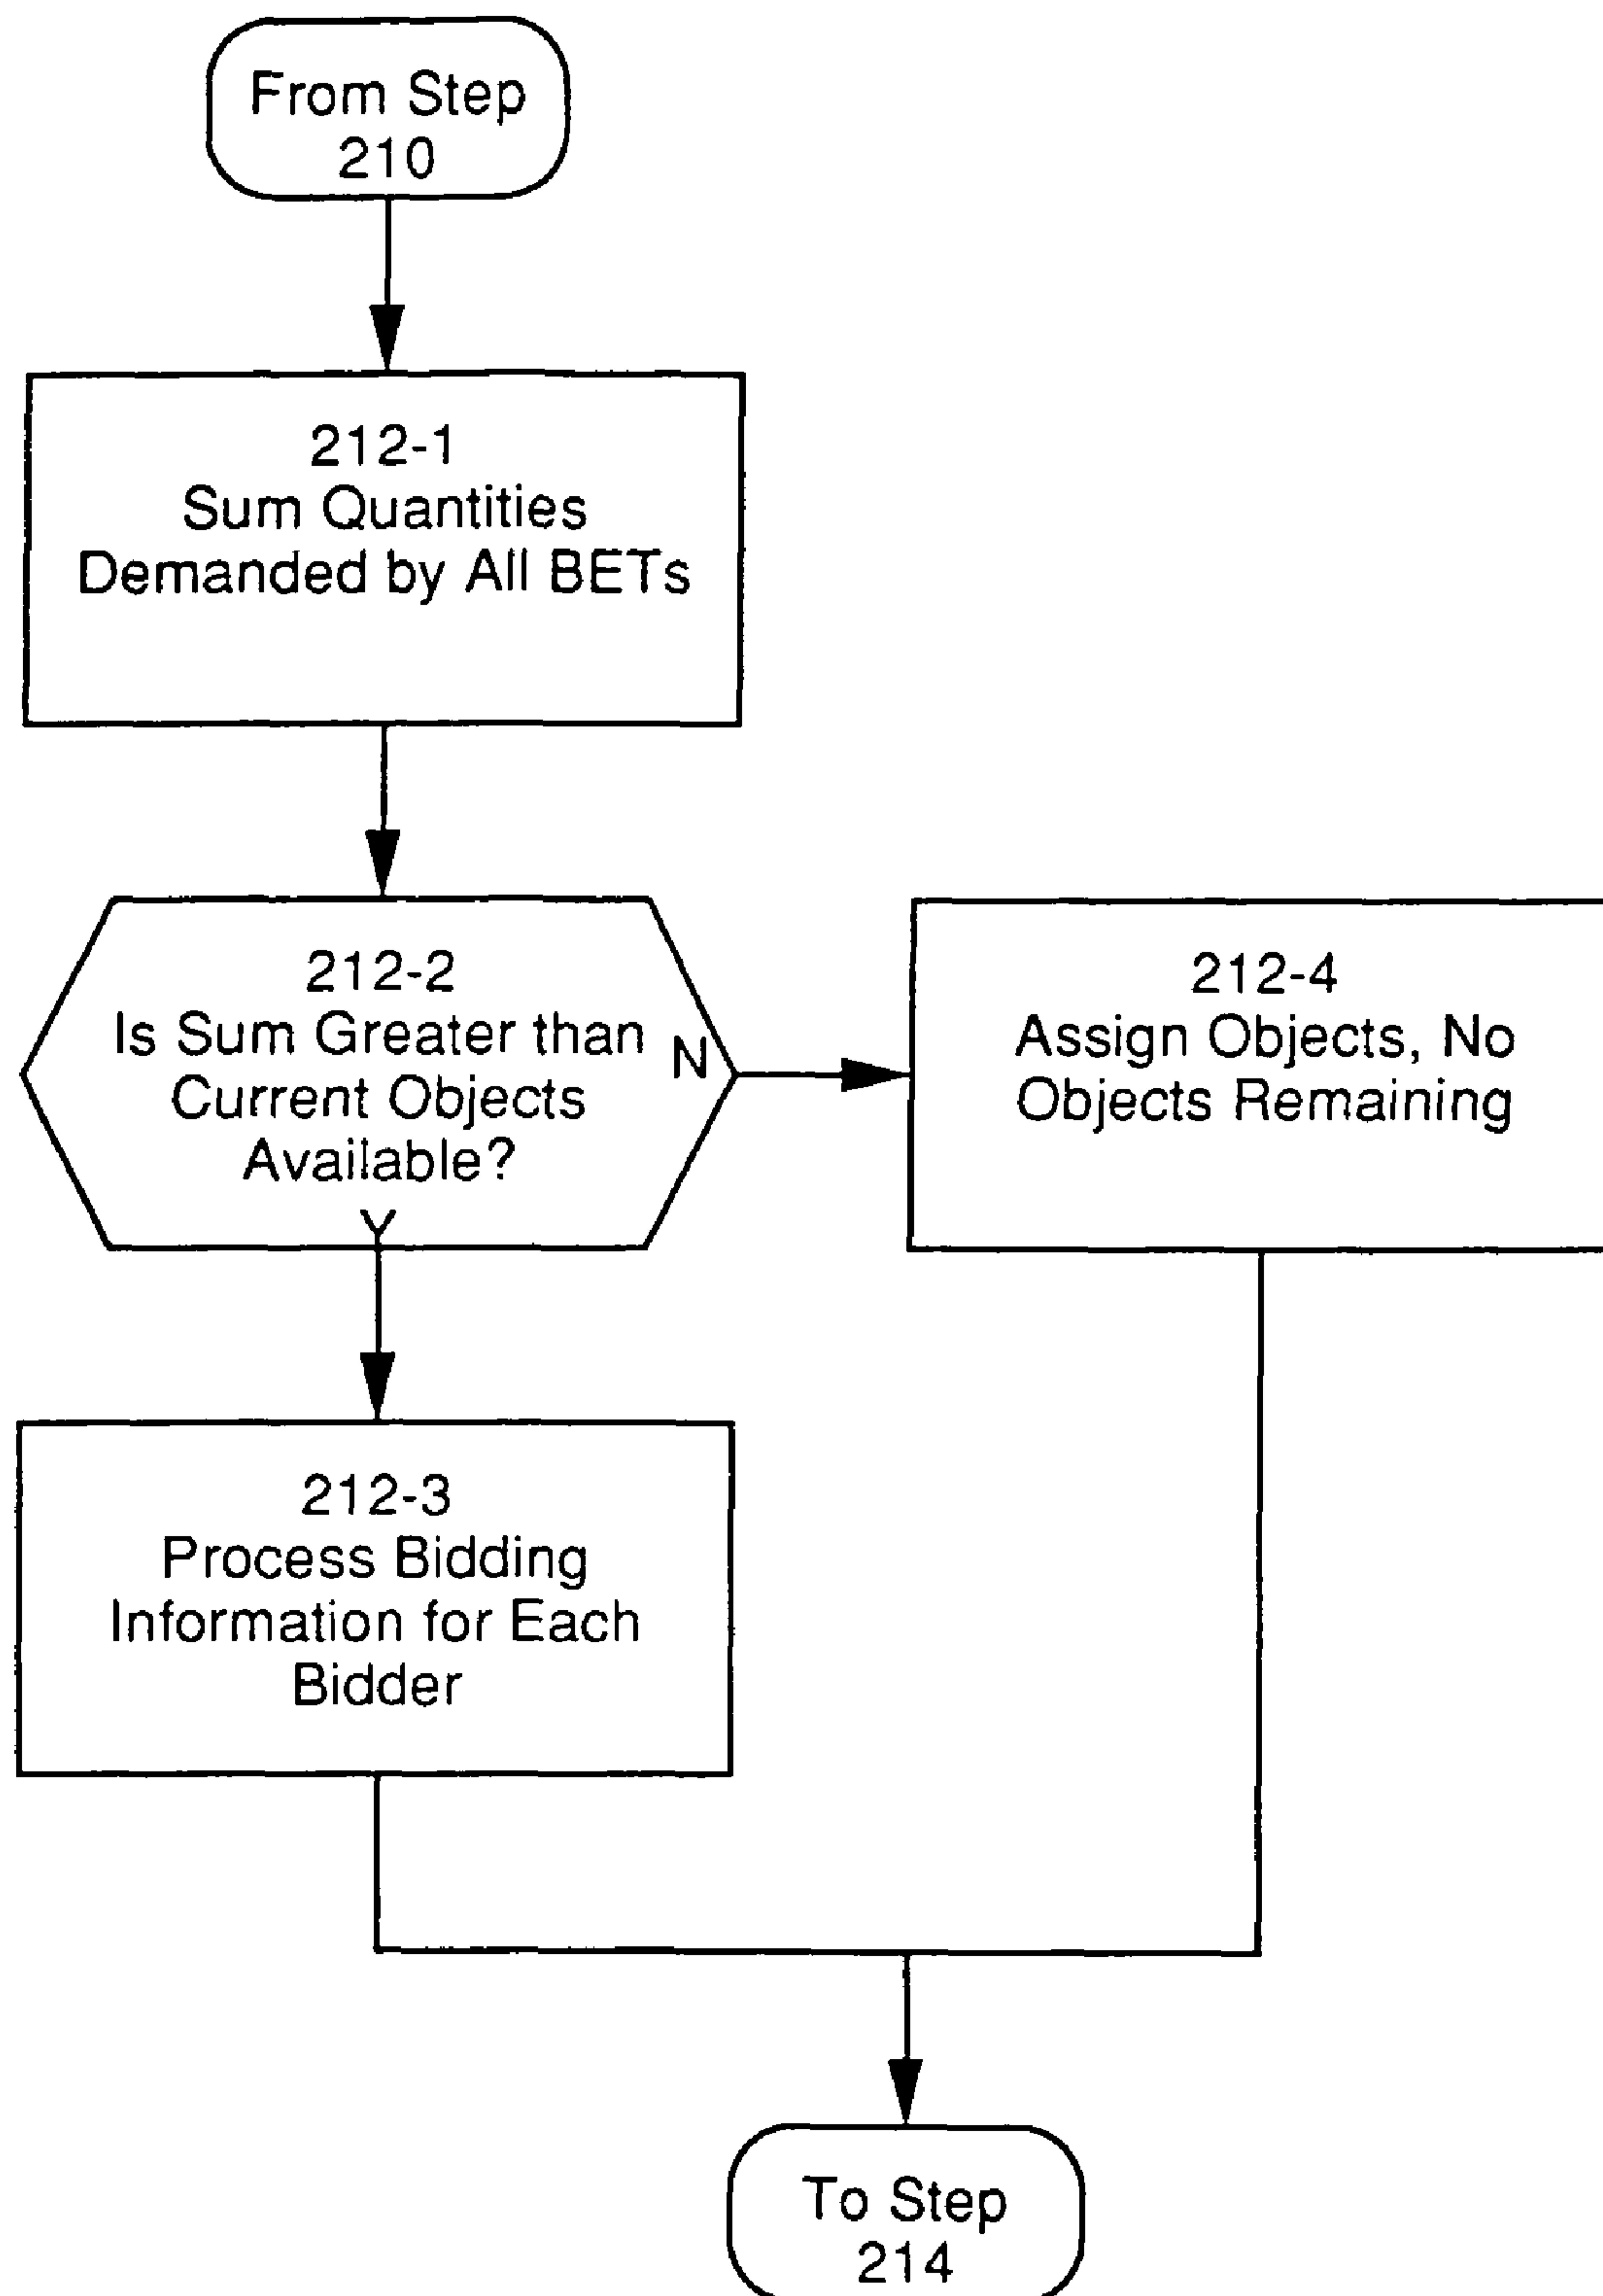 From Step
210
212-1
Sum Quantities
Demanded by All BETs
212-2
Is Sum Greater than
Current Objects
Available?
N
Y
212-4
Assign Objects, No
Objects Remaining
212-3
Process Bidding
Information for Each
Bidder
To Step
214